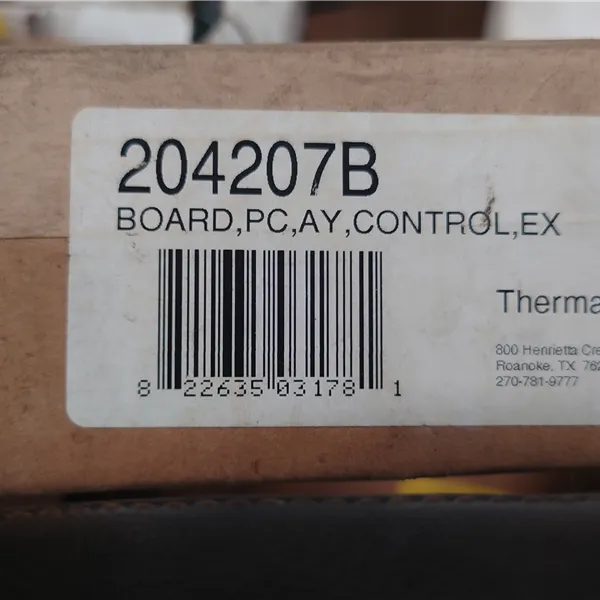 204207B
BOARD,PC,AY,CONTROL,EX
8 22635 03178 1
Therma
800 Henrietta Cre
Roanoke, TX 762
270-781-9777